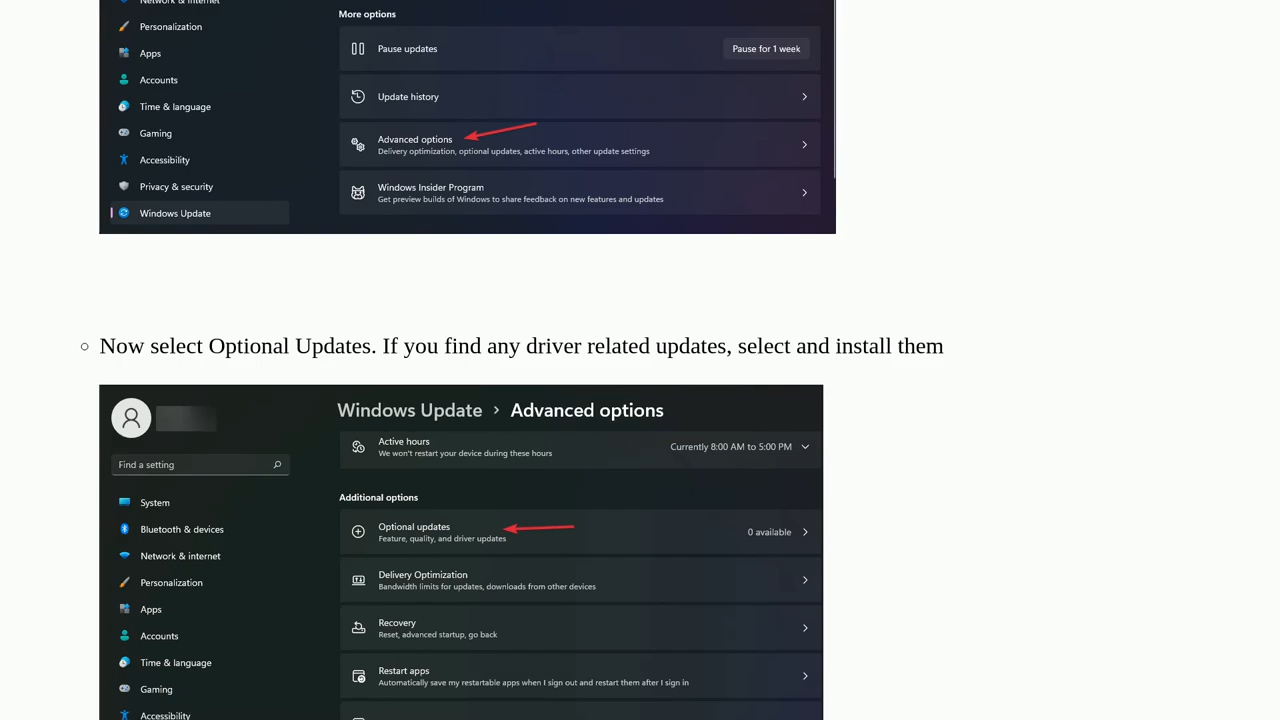 Network & internet
Personalization
Apps
Accounts
Time & language
Gaming
Accessibility
Privacy & security
Windows Update
More options
Pause updates
Pause for 1 week
Update history
Advanced options
Delivery optimization, optional updates, active hours, other update settings
Windows Insider Program
Get preview builds of Windows to share feedback on new features and updates
Now select Optional Updates. If you find any driver related updates, select and install them
Find a setting
System
Bluetooth & devices
Network & internet
Personalization
Apps
Accounts
Time & language
Gaming
Accessibility
Windows Update > Advanced options
Active hours
We won't restart your device during these hours
Currently 8:00 AM to 5:00 PM
Additional options
Optional updates
Feature, quality, and driver updates
0 available
Delivery Optimization
Bandwidth limits for updates, downloads from other devices
Recovery
Reset, advanced startup, go back
Restart apps
Automatically save my restartable apps when I sign out and restart them after I sign in